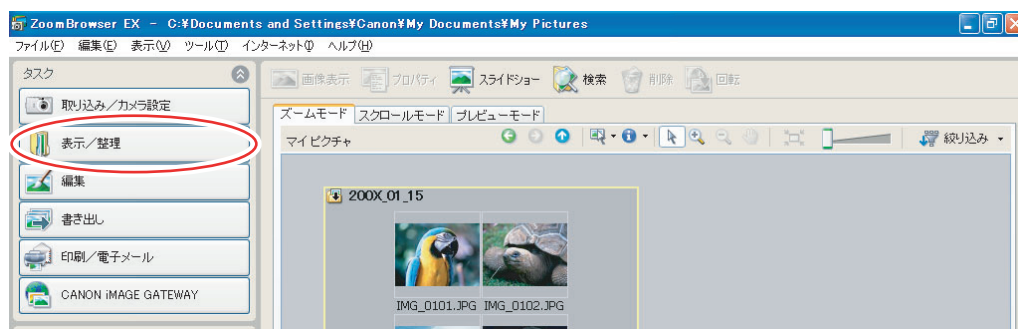 ZoomBrowser EX - C:¥Documents and Settings¥Canon¥My Documents¥My Pictures
ファイル(F) 編集(E) 表示(V) ツール(T) インターネット(I) ヘルプ(H)
タスク
取り込み／カメラ設定
表示／整理
編集
書き出し
印刷／電子メール
CANON iMAGE GATEWAY
画像表示 プロパティ スライドショー 検索 削除 回転
ズームモード スクロールモード プレビューモード
マイ ピクチャ 絞り込み
200X_01_15
IMG_0101.JPG IMG_0102.JPG